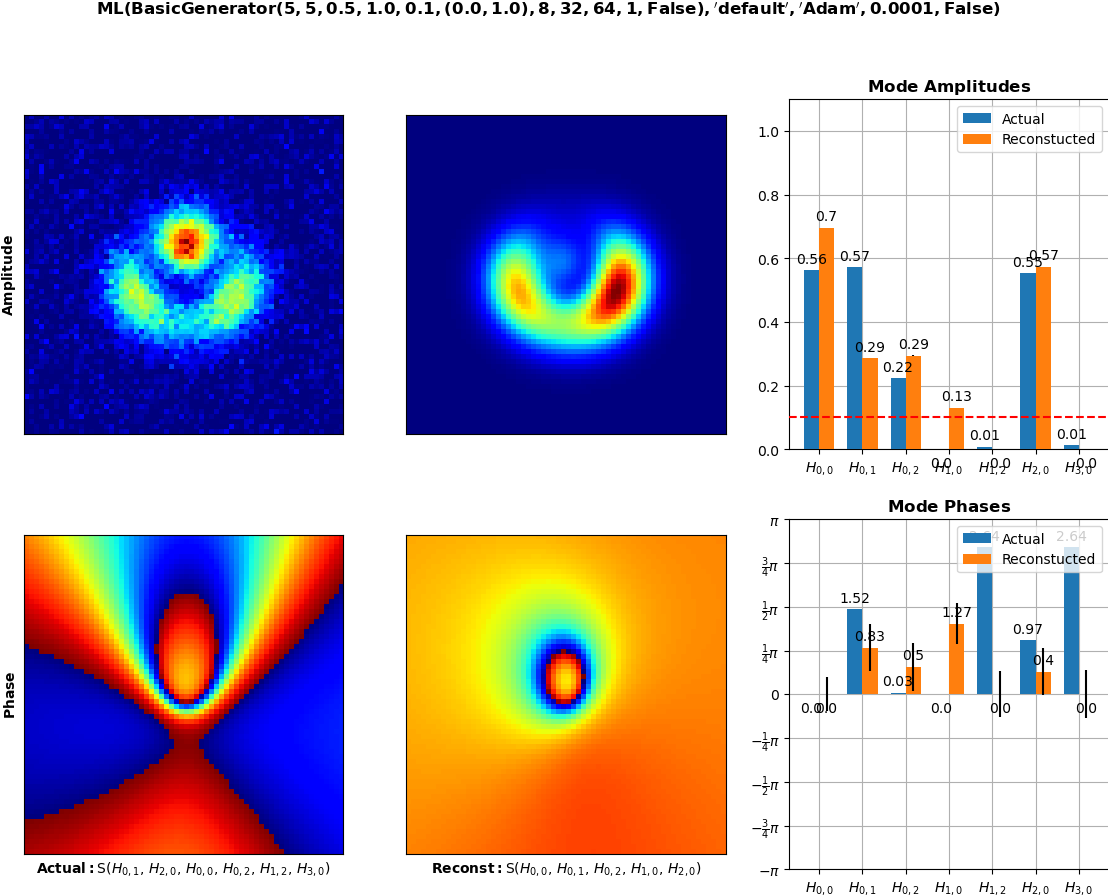 ML(BasicGenerator(5, 5, 0.5, 1.0, 0.1, (0.0, 1.0), 8, 32, 64, 1, False), ′default′, ′Adam′, 0.0001, False)
Amplitude
Mode Amplitudes
Actual
Reconstucted
1.0
0.8
0.6
0.4
0.2
0.0
0.56
0.7
0.57
0.29
0.22
0.29
0.0
0.13
0.01
0.0
0.55
0.57
0.01
0.0
H0,0 H0,1 H0,2 H1,0 H1,2 H2,0 H3,0
Phase
Mode Phases
Actual
Reconstucted
π
3/4π
1/2π
1/4π
0
−1/4π
−1/2π
−3/4π
−π
0.0
0.0
1.52
0.83
0.03
0.5
0.0
1.27
0.0
0.97
0.4
2.64
0.0
H0,0 H0,1 H0,2 H1,0 H1,2 H2,0 H3,0
Actual: S(H0,1, H2,0, H0,0, H0,2, H1,2, H3,0)
Reconst: S(H0,0, H0,1, H0,2, H1,0, H2,0)